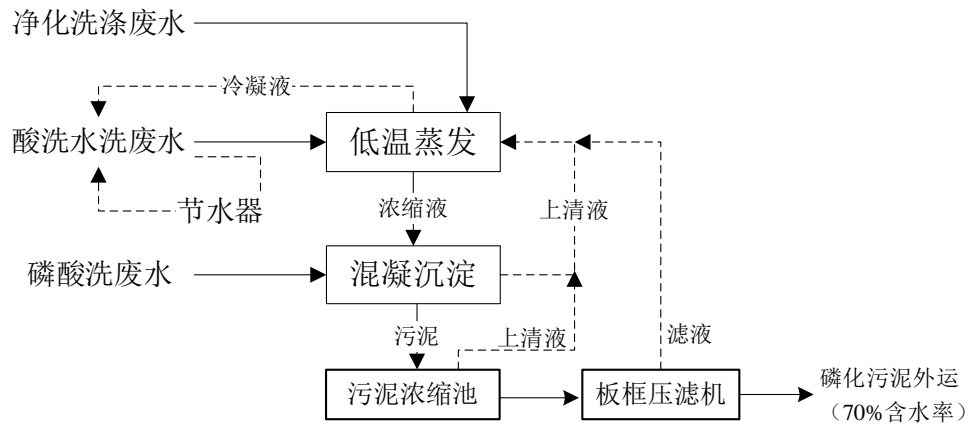 净化洗涤废水
冷凝液
酸洗水洗废水
低温蒸发
节水器
浓缩液
上清液
磷酸洗废水
混凝沉淀
污泥
上清液
滤液
污泥浓缩池
板框压滤机
磷化污泥外运
（70%含水率）